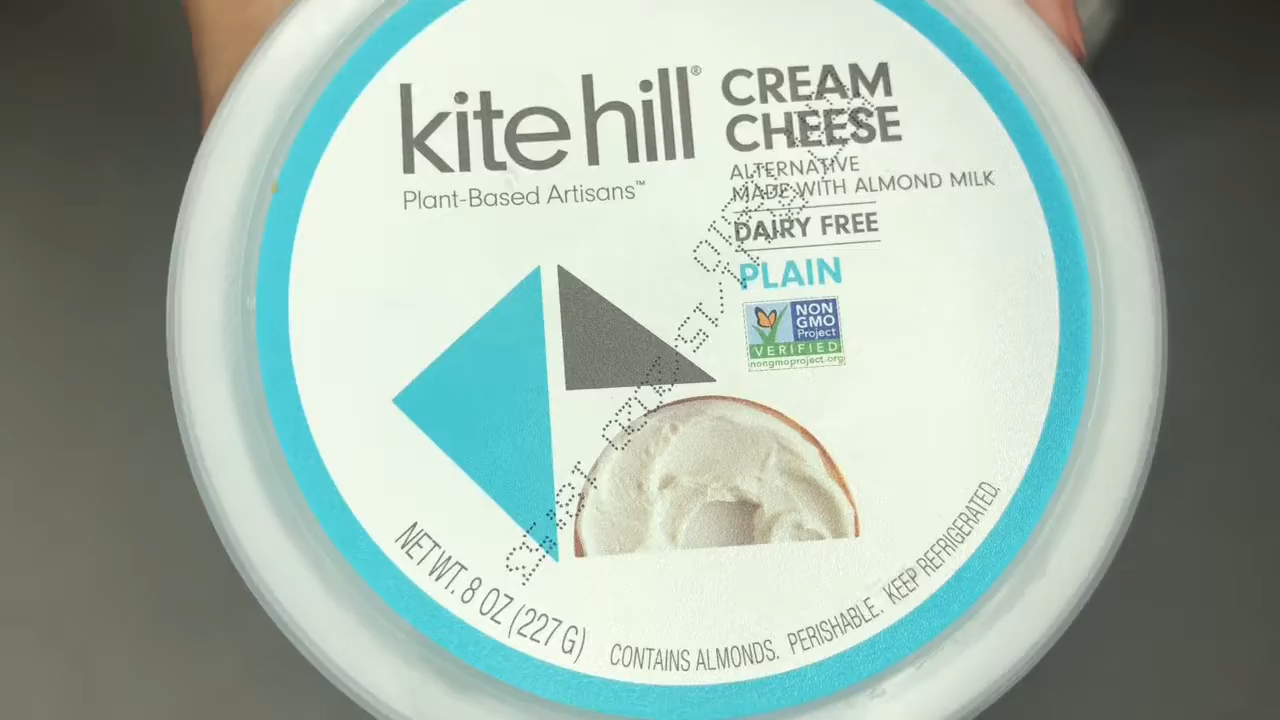 kite hill®
Plant-Based Artisans™
CREAM
CHEESE
ALTERNATIVE
MADE WITH ALMOND MILK
DAIRY FREE
PLAIN
NON
GMO
Project
VERIFIED
nongmoproject.org
NET WT. 8 OZ (227 G)
CONTAINS ALMONDS. PERISHABLE. KEEP REFRIGERATED.